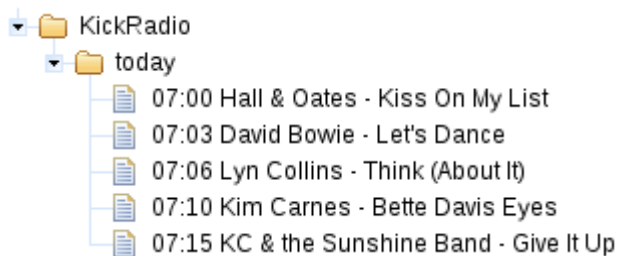 KickRadio
today
07:00 Hall & Oates - Kiss On My List
07:03 David Bowie - Let's Dance
07:06 Lyn Collins - Think (About It)
07:10 Kim Carnes - Bette Davis Eyes
07:15 KC & the Sunshine Band - Give It Up